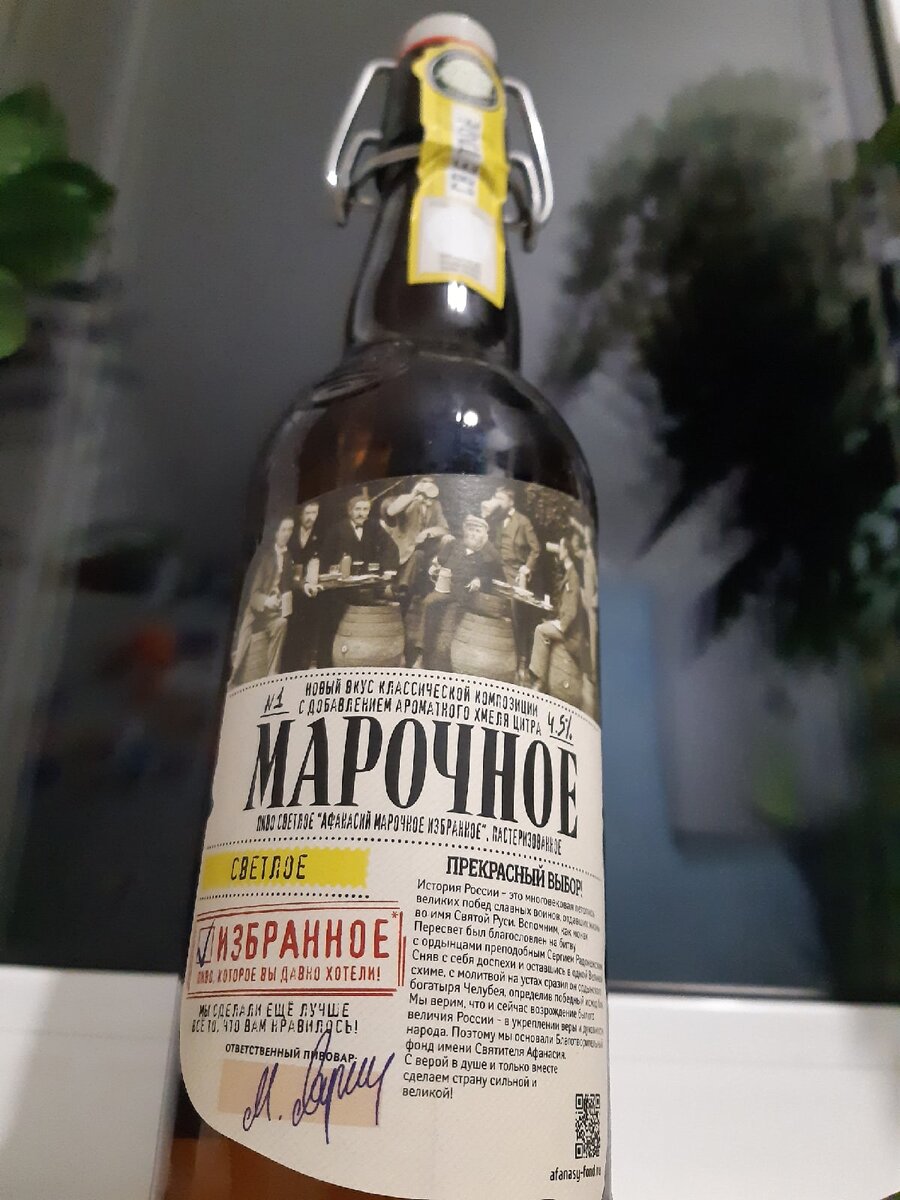 СВЕТЛОЕ
№1
НОВЫЙ ВКУС КЛАССИЧЕСКОЙ КОМПОЗИЦИИ
С ДОБАВЛЕНИЕМ АРОМАТНОГО ХМЕЛЯ ЦИТРА
4.5%
МАРОЧНОЕ
ПИВО СВЕТЛОЕ "АФАНАСИЙ МАРОЧНОЕ ИЗБРАННОЕ". ПАСТЕРИЗОВАННОЕ
СВЕТЛОЕ
ИЗБРАННОЕ*
ПИВО, КОТОРОЕ ВЫ ДАВНО ХОТЕЛИ!
МЫ СДЕЛАЛИ ЕЩЁ ЛУЧШЕ
ВСЁ ТО, ЧТО ВАМ НРАВИЛОСЬ!
ОТВЕТСТВЕННЫЙ ПИВОВАР:
ПРЕКРАСНЫЙ ВЫБОР!
История России – это многовековая летопись
великих побед славных воинов, отдавших
во имя Святой Руси. Вспомним, как монах
Пересвет был благословлен на битву
с ордынцами преподобным Сергием Радонежским
Сняв с себя доспехи и оставшись в одной
схиме, с молитвой на устах сразил он ордынского
богатыря Челубея, определив победный исход
Мы верим, что и сейчас возрождение былого
величия России – в укреплении веры и
народа. Поэтому мы основали Благотворительный
фонд имени Святителя Афанасия.
С верой в душе и только вместе
сделаем страну сильной и
великой!
afanasy-fond.ru